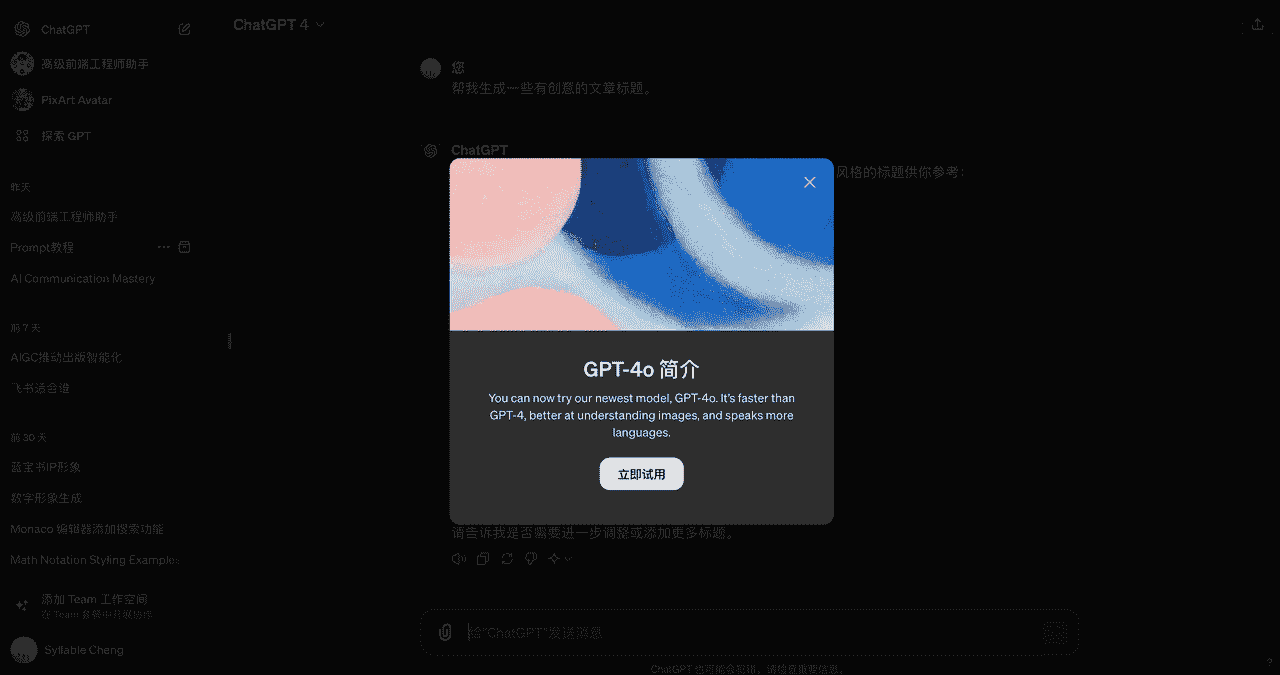 ChatGPT
高级前端工程师助手
PixArt Avatar
探索 GPT
昨天
高级前端工程师助手
Prompt教程
AI Communication Mastery
前 7 天
AIGC推动出版智能化
飞书适合谁
前 30 天
蓝宝书IP形象
数字形象生成
Monaco 编辑器添加搜索功能
Math Notation Styling Examples
添加 Team 工作空间
在 Team 套餐中开展协作
Syllable Cheng
ChatGPT 4
您
帮我生成一些有创意的文章标题。
ChatGPT
风格的标题供你参考：
GPT-4o 简介
You can now try our newest model, GPT-4o. It's faster than
GPT-4, better at understanding images, and speaks more
languages.
立即试用
请告诉我是否需要进一步调整或添加更多标题。
给“ChatGPT”发送消息
ChatGPT 也可能会犯错。请检查重要信息。
?